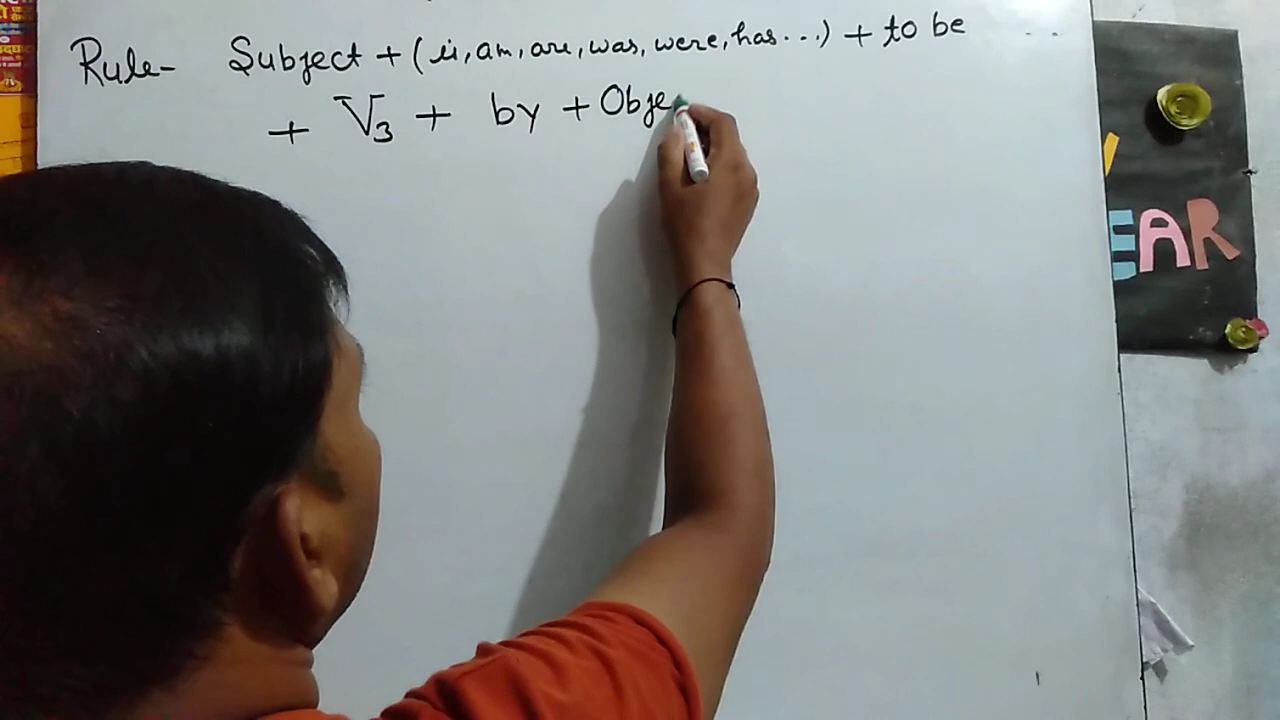 Rule- Subject + (is, am, are, was, were, has...) + to be
+ V3 + by + Obje
EAR